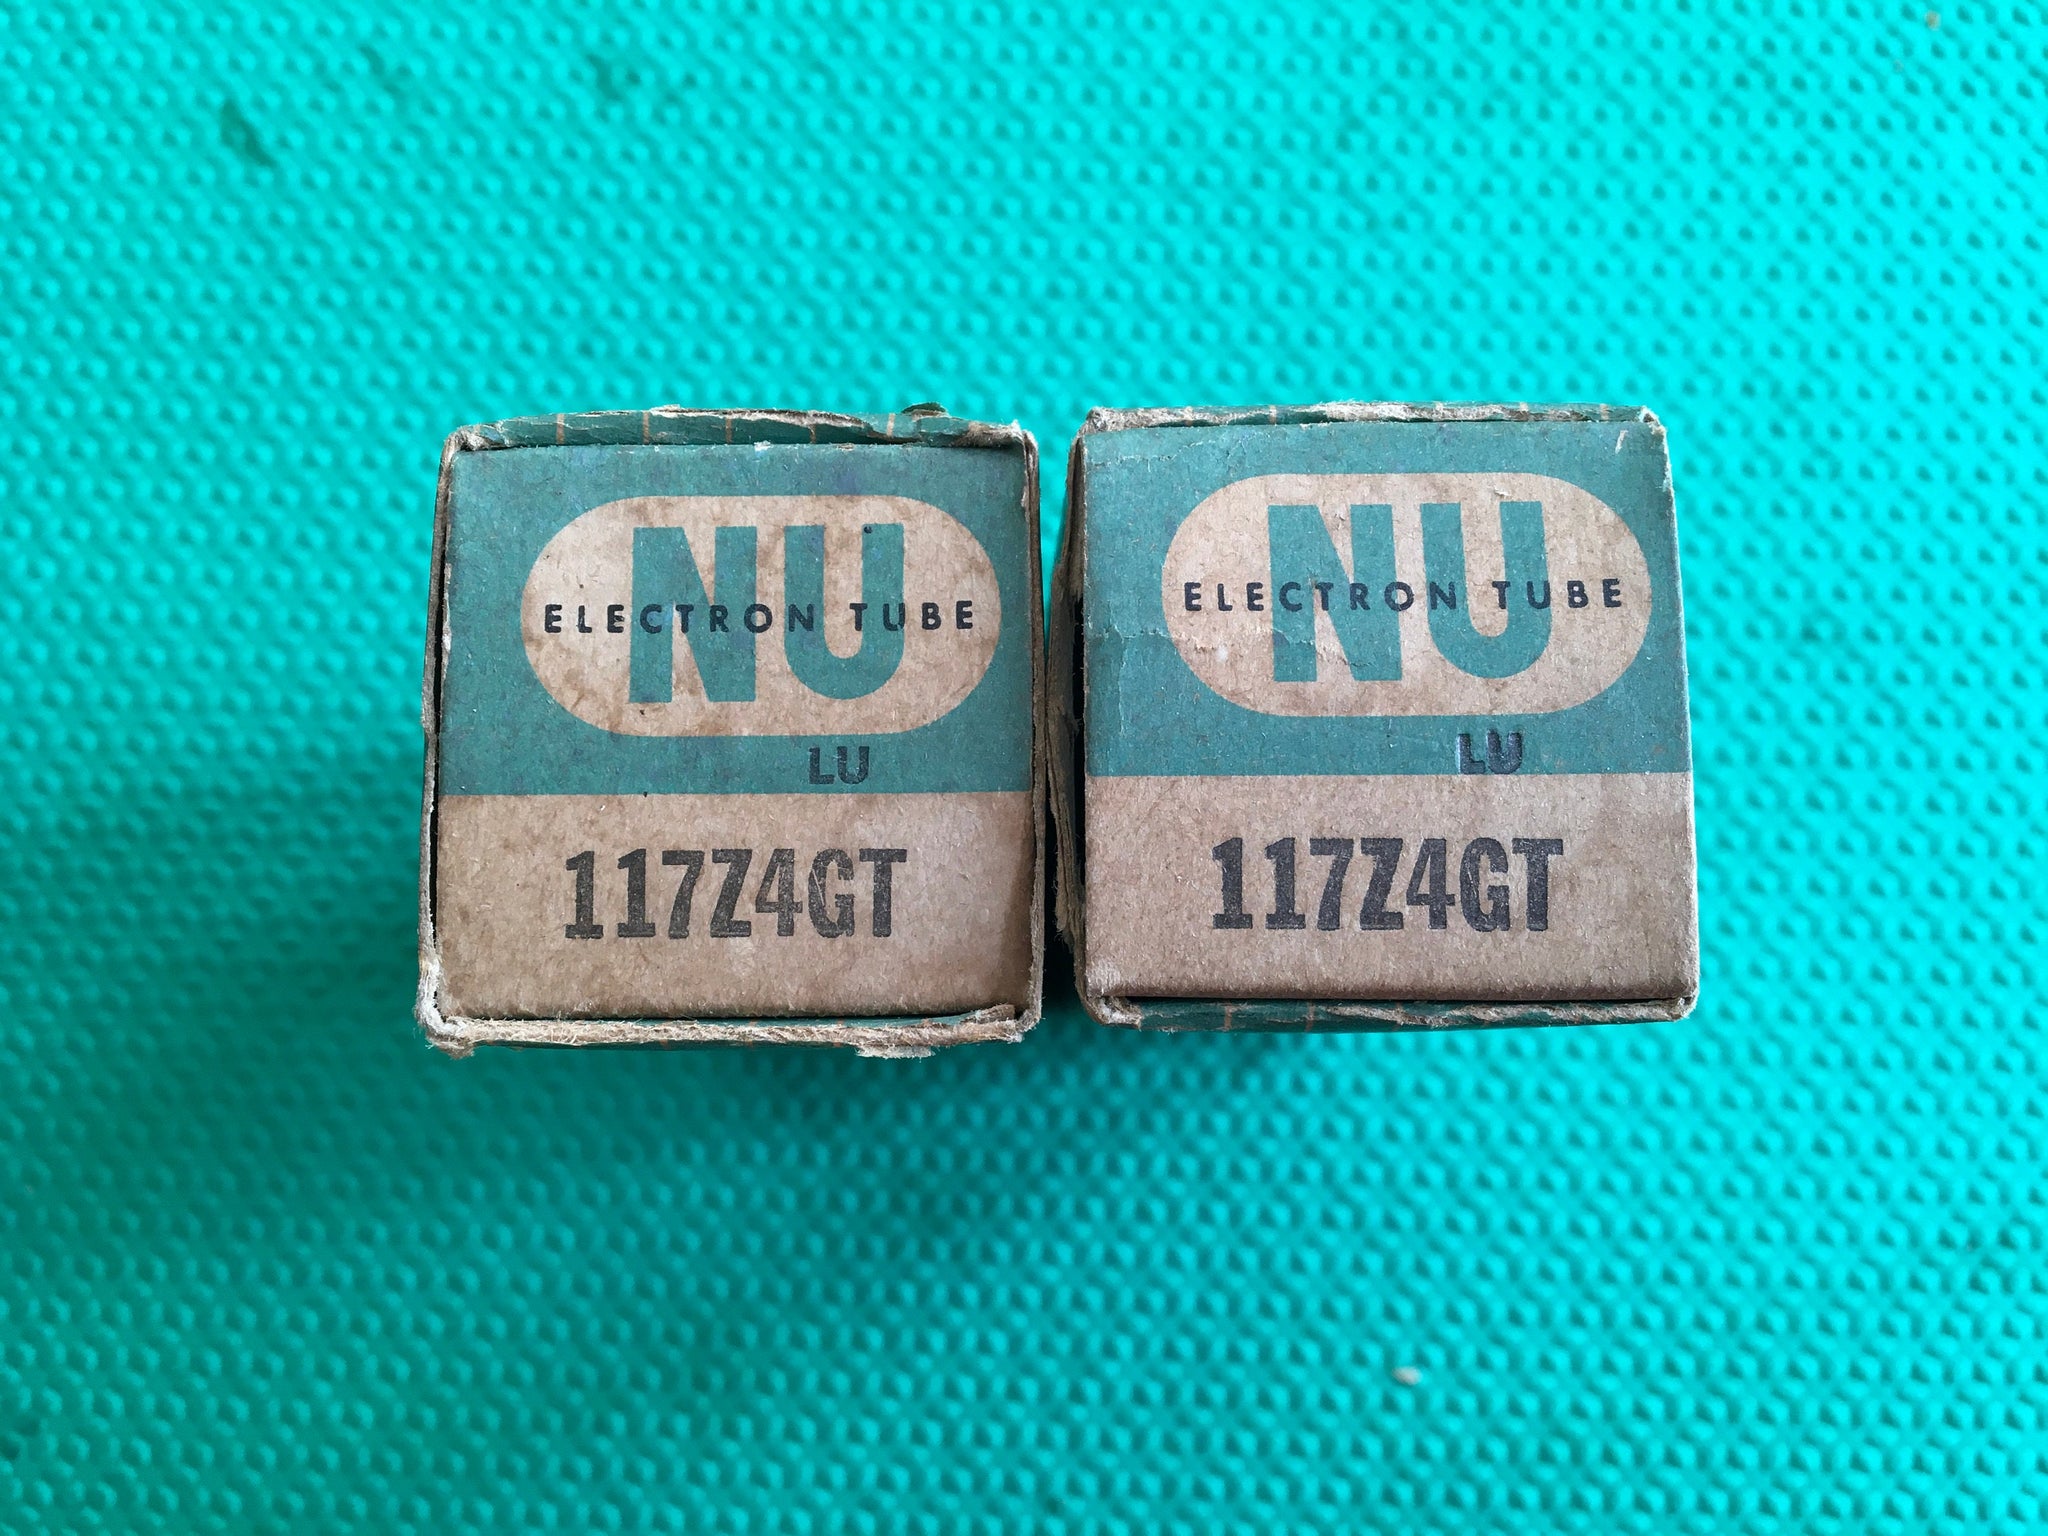 NU
ELECTRON TUBE
LU
117Z4GT
NU
ELECTRON TUBE
LU
117Z4GT